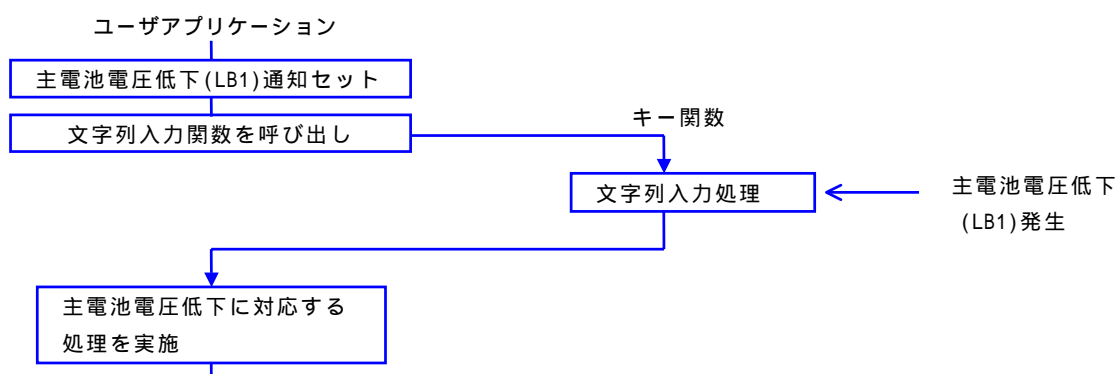 ユーザアプリケーション
主電池電圧低下(LB1)通知セット
文字列入力関数を呼び出し
キー関数
文字列入力処理
主電池電圧低下
(LB1)発生
主電池電圧低下に対応する
処理を実施